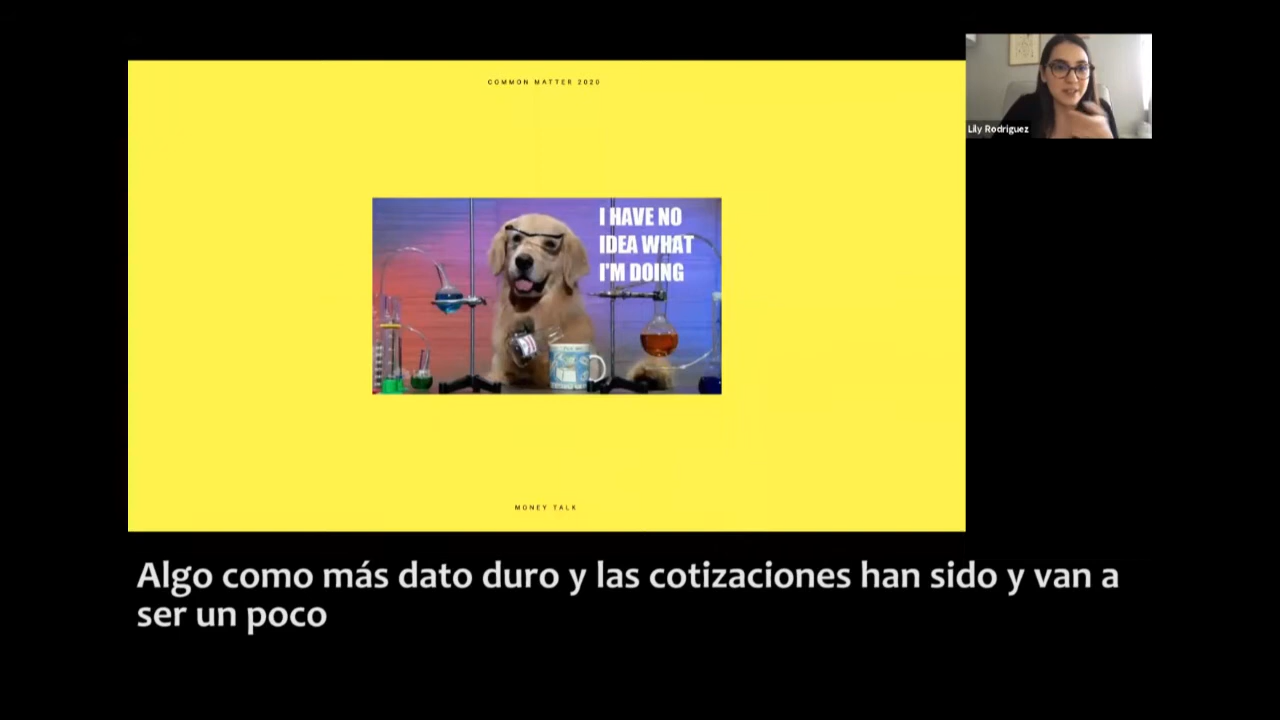 COMMON MATTER 2020
Lily Rodriguez
I HAVE NO
IDEA WHAT
I'M DOING
MONEY TALK
Algo como más dato duro y las cotizaciones han sido y van a
ser un poco